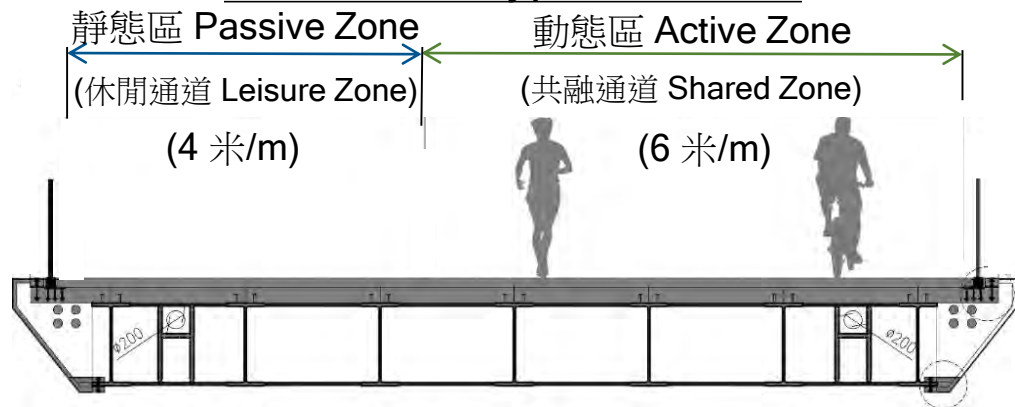 靜態區 Passive Zone
動態區 Active Zone
(休閒通道 Leisure Zone)
(共融通道 Shared Zone)
(4 米/m)
(6 米/m)
ø200
ø200